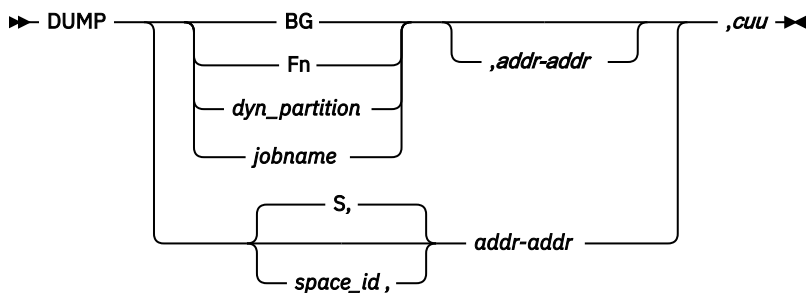 DUMP BG ,cuu
Fn ,addr-addr
dyn_partition
jobname
S,
addr-addr
space_id ,